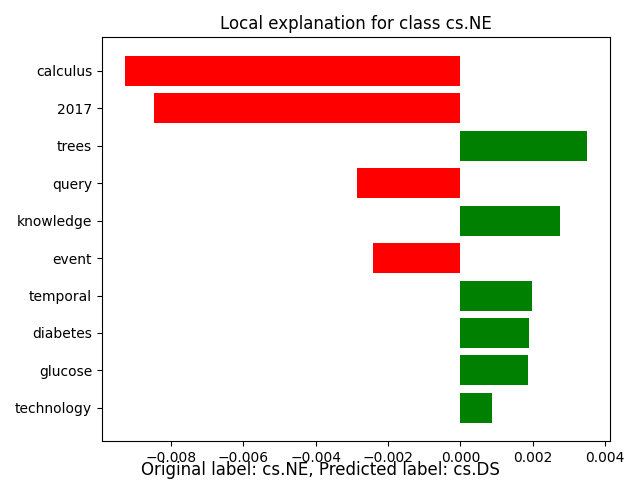 Local explanation for class cs.NE
calculus
2017
trees
query
knowledge
event
temporal
diabetes
glucose
technology
−0.008 −0.006 −0.004 −0.002 0.000 0.002 0.004
Original label: cs.NE, Predicted label: cs.DS